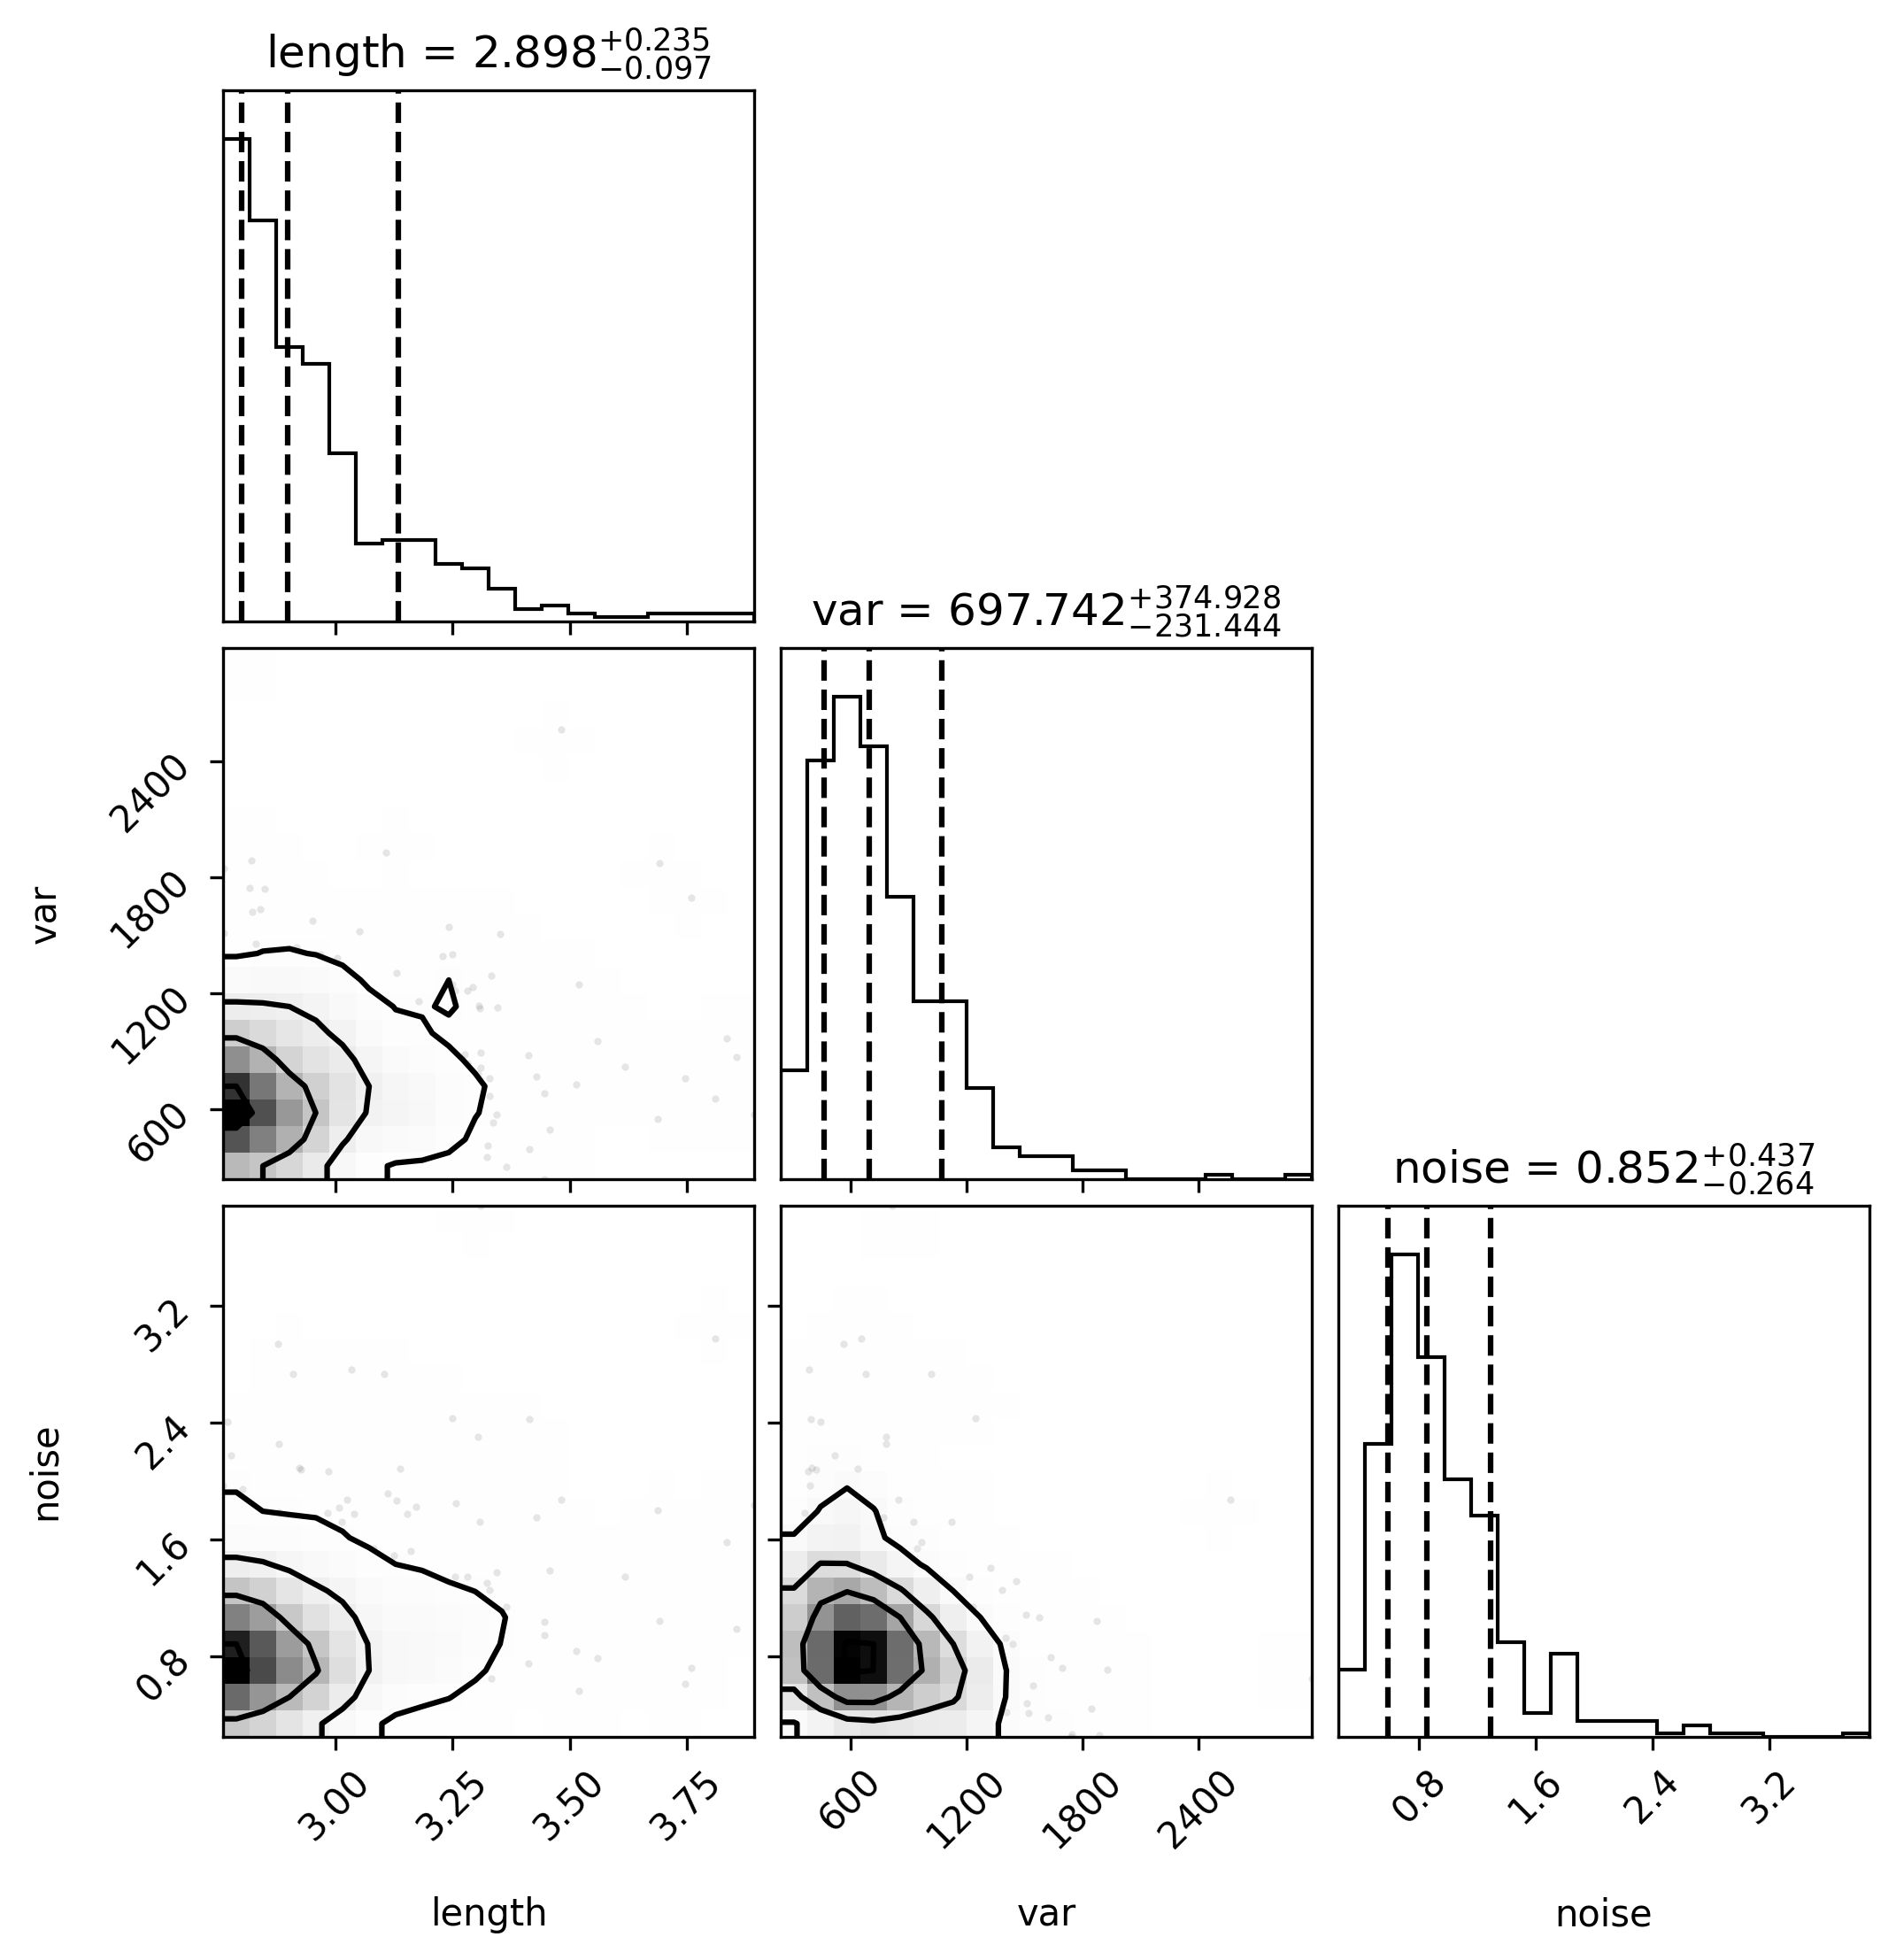 length = 2.898 +0.235 −0.097
var = 697.742 +374.928 −231.444
var
2400
1800
1200
600
noise = 0.852 +0.437 −0.264
noise
3.2
2.4
1.6
0.8
3.00 3.25 3.50 3.75 600 1200 1800 2400 0.8 1.6 2.4 3.2
length var noise